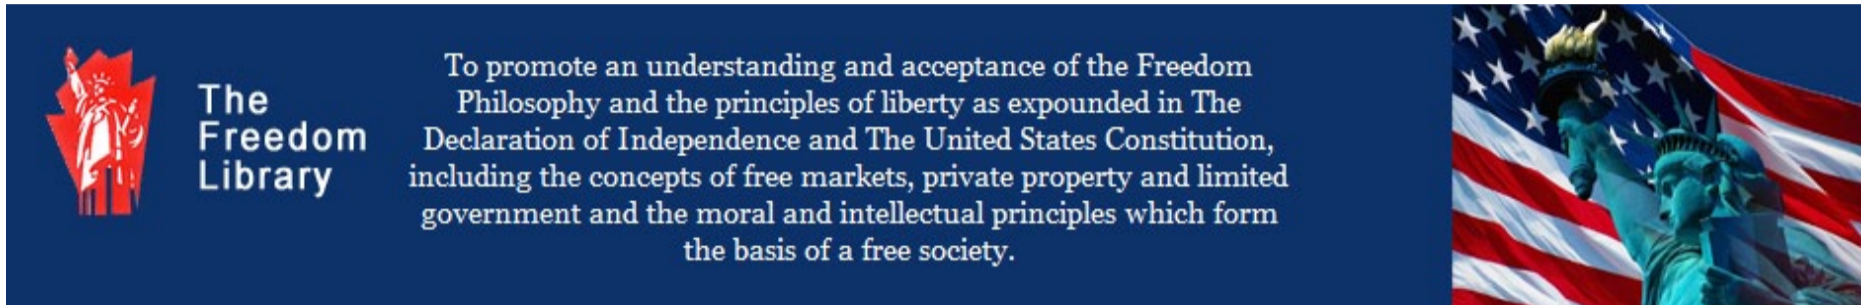 The
Freedom
Library
To promote an understanding and acceptance of the Freedom
Philosophy and the principles of liberty as expounded in The
Declaration of Independence and The United States Constitution,
including the concepts of free markets, private property and limited
government and the moral and intellectual principles which form
the basis of a free society.